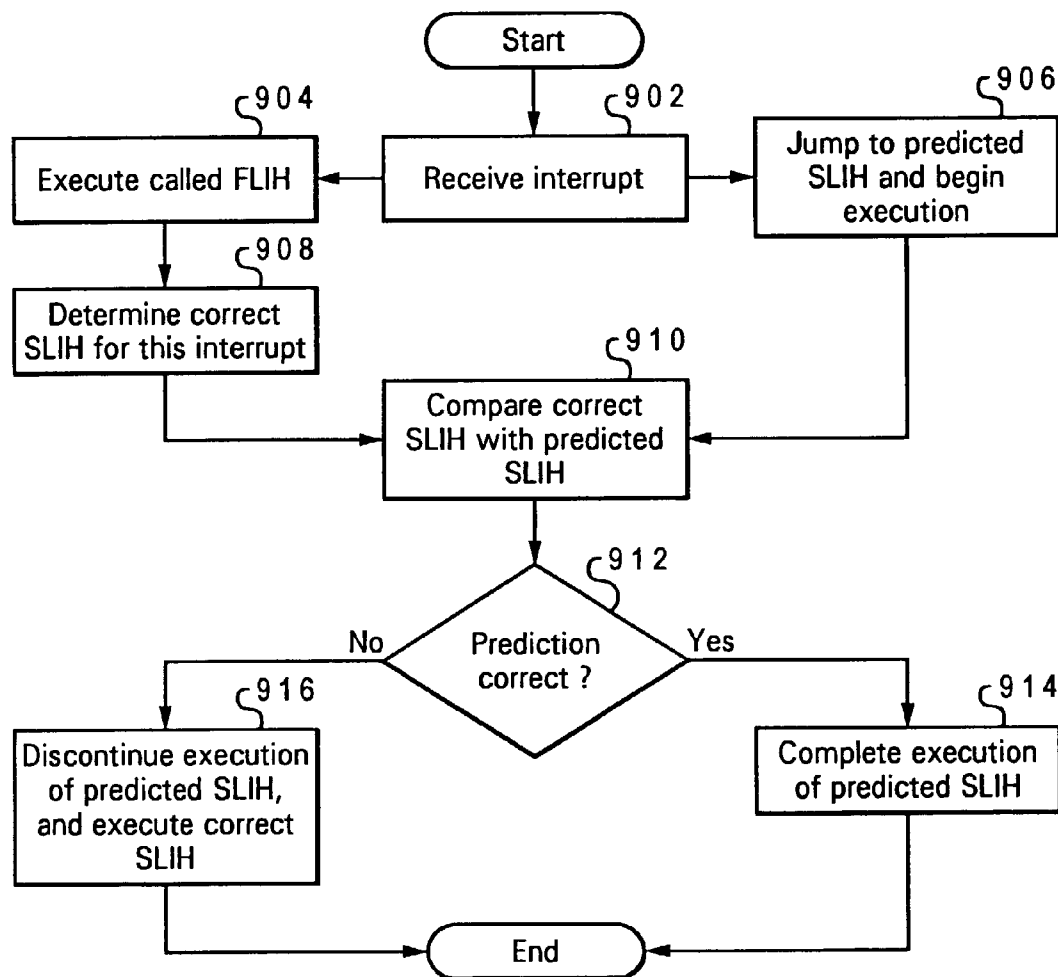 Start
904
902
906
Execute called FLIH
Receive interrupt
Jump to predicted
SLIH and begin
execution
908
Determine correct
SLIH for this interrupt
910
Compare correct
SLIH with predicted
SLIH
912
No
Prediction
correct ?
Yes
916
914
Discontinue execution
of predicted SLIH,
and execute correct
SLIH
Complete execution
of predicted SLIH
End